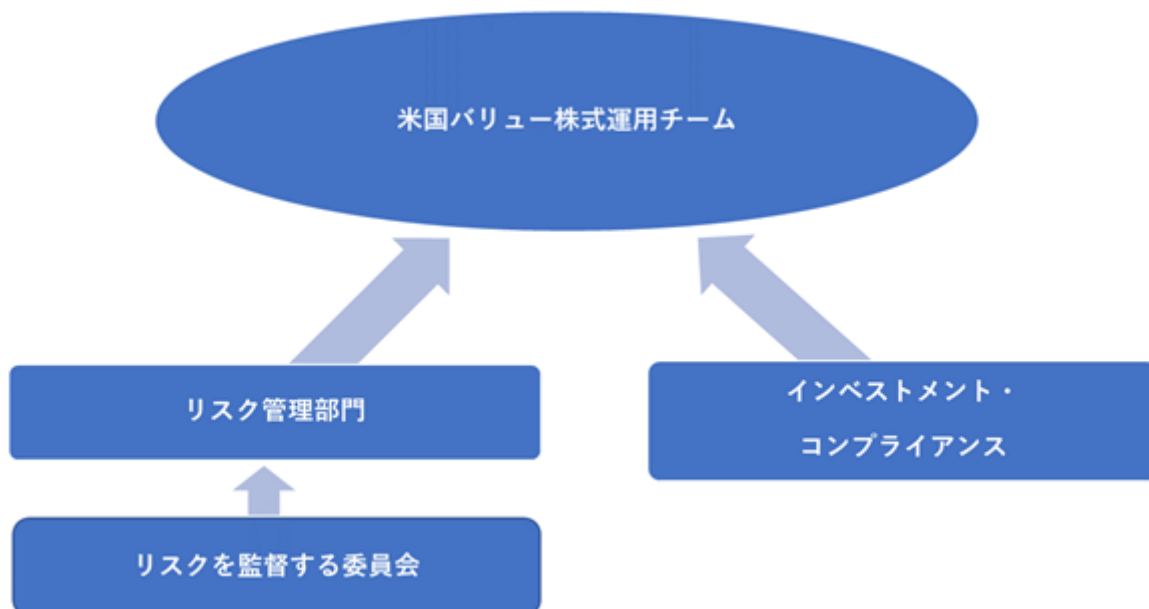 米国バリュー株式運用チーム
リスク管理部門
インベストメント・
コンプライアンス
リスクを監督する委員会